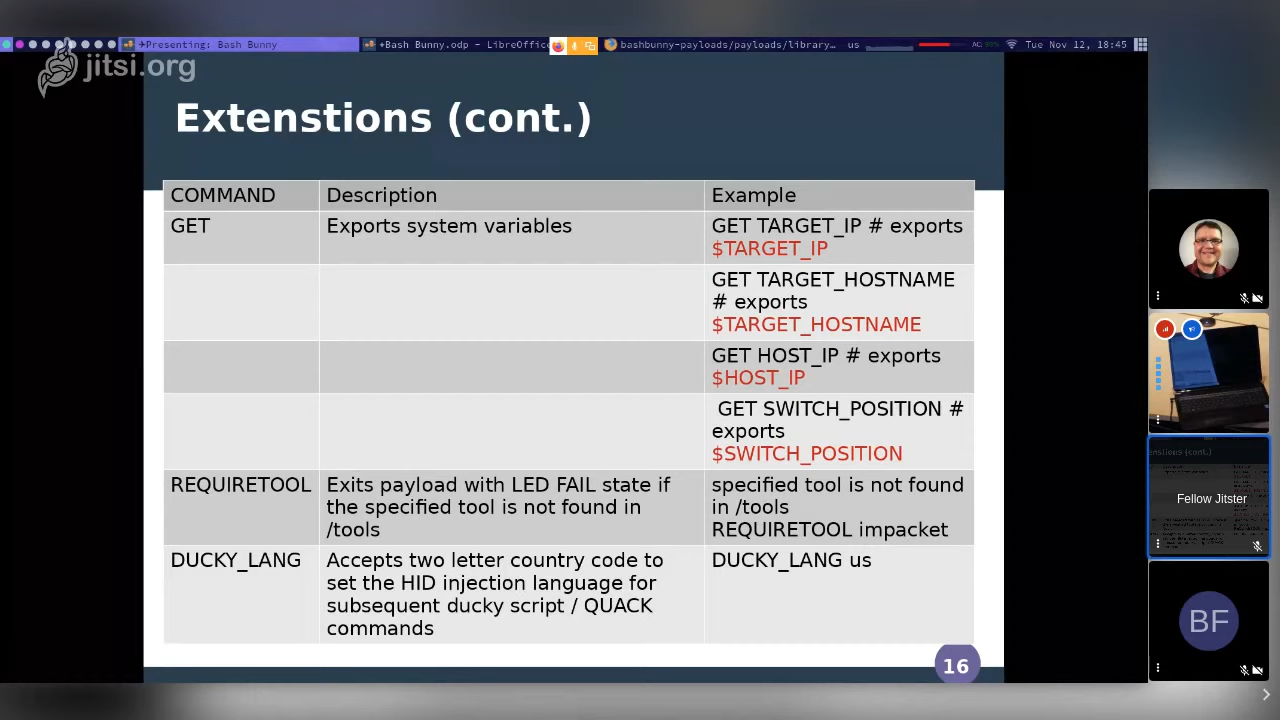 ✈Presenting: Bash Bunny
+Bash Bunny.odp - LibreOffic
bashbunny-payloads/payloads/library…
us
AC
Tue Nov 12, 18:45
jitsi.org
Extenstions (cont.)
COMMAND Description Example
GET Exports system variables GET TARGET_IP # exports
$TARGET_IP
GET TARGET_HOSTNAME
# exports
$TARGET_HOSTNAME
GET HOST_IP # exports
$HOST_IP
GET SWITCH_POSITION #
exports
$SWITCH_POSITION
REQUIRETOOL Exits payload with LED FAIL state if specified tool is not found
the specified tool is not found in in /tools
/tools REQUIRETOOL impacket
DUCKY_LANG Accepts two letter country code to DUCKY_LANG us
set the HID injection language for
subsequent ducky script / QUACK
commands
16
enstions (cont.)
Fellow Jitster
BF